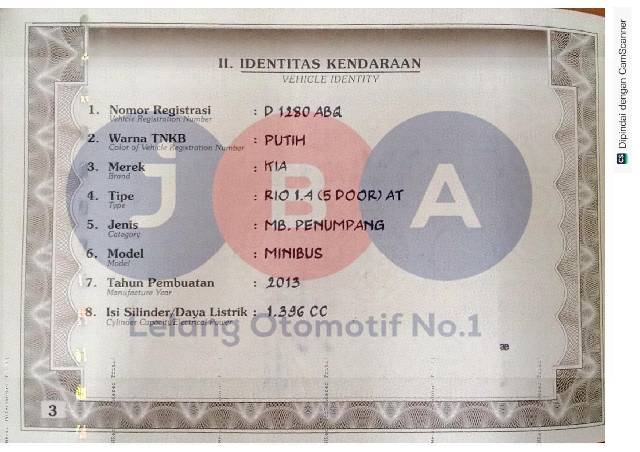 II. IDENTITAS KENDARAAN
VEHICLE IDENTITY
1. Nomor Registrasi : D 1280 ABQ
Vehicle Registration Number
2. Warna TNKB : PUTIH
Color of Vehicle Registration Number
3. Merek : KIA
Brand
4. Tipe : RIO 1.4 (5 DOOR) AT
Type
5. Jenis : MB. PENUMPANG
Category
6. Model : MINIBUS
Model
7. Tahun Pembuatan : 2013
Manufacture Year
8. Isi Silinder/Daya Listrik : 1.396 CC
Cylinder Capacity/Electrical Power
JBA
Lelang Otomotif No.1
æ
3
CS Dipindai dengan CamScanner